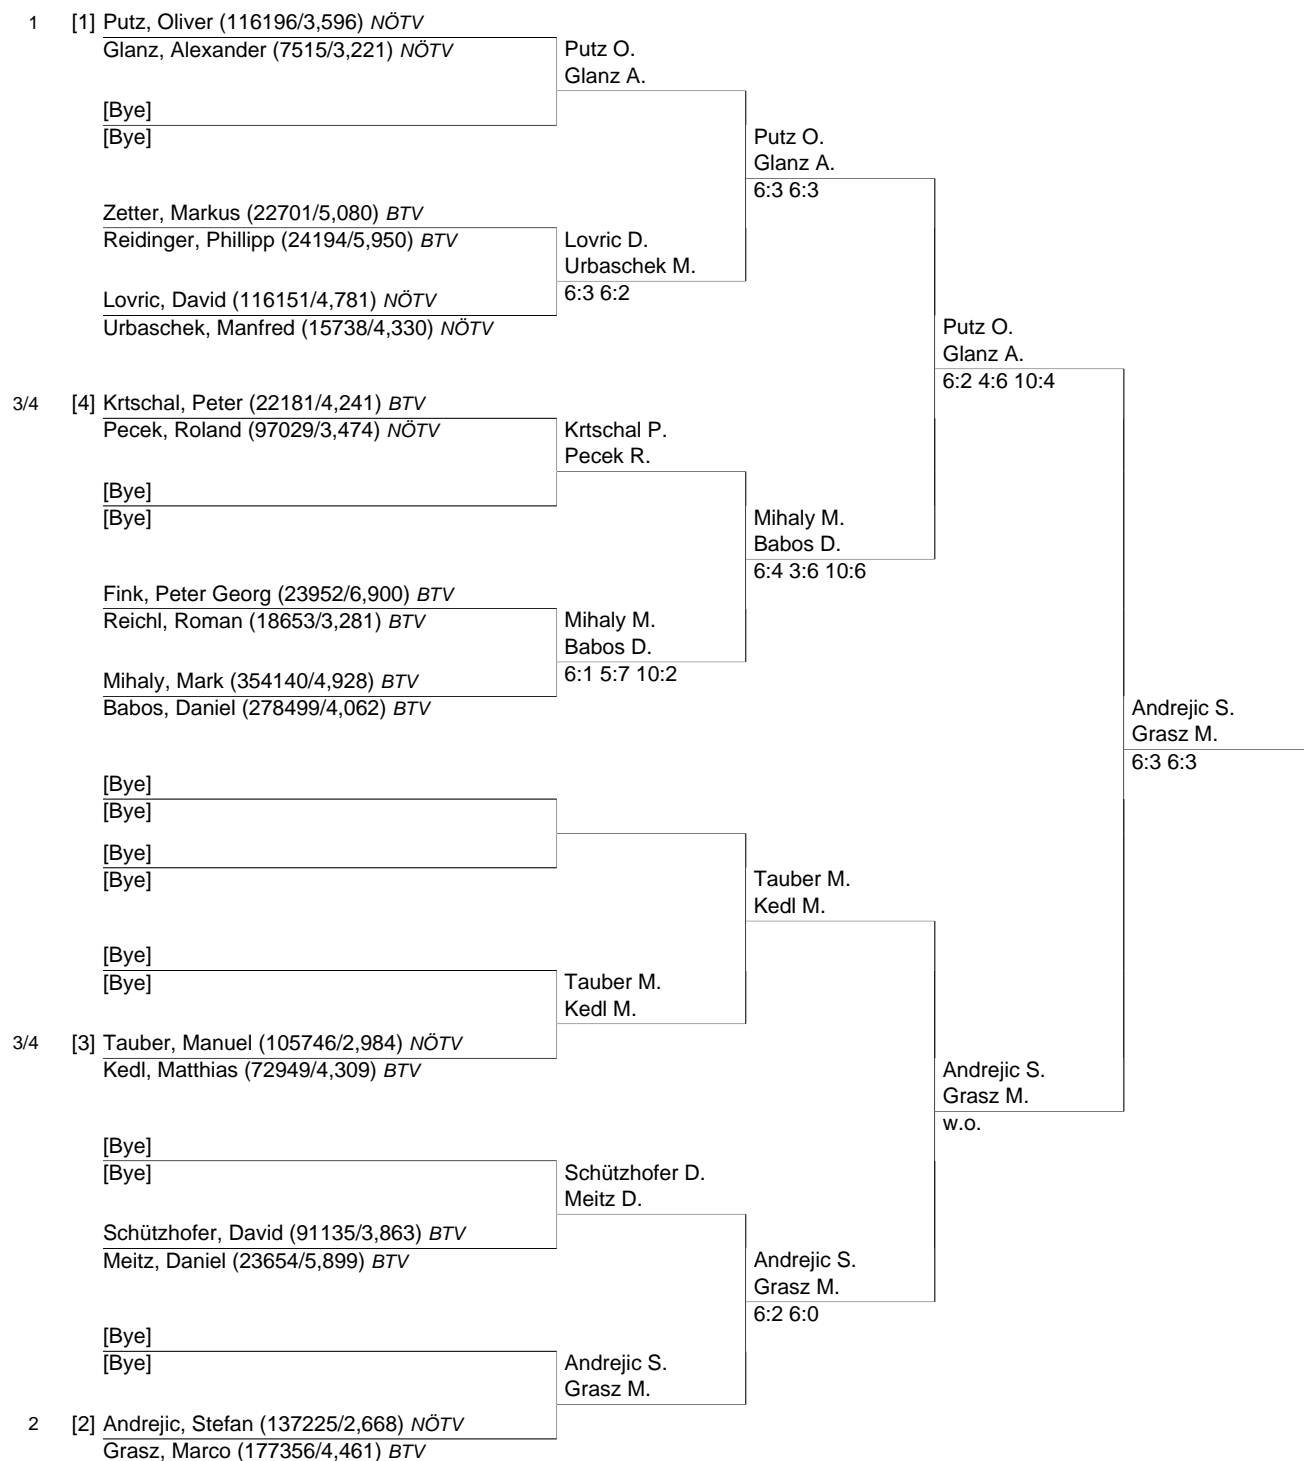 1 [1] Putz, Oliver (116196/3,596) NÖTV
Glanz, Alexander (7515/3,221) NÖTV
Putz O.
Glanz A.
[Bye]
[Bye]
Putz O.
Glanz A.
6:3 6:3
Zetter, Markus (22701/5,080) BTV
Reidinger, Phillipp (24194/5,950) BTV
Lovric D.
Urbaschek M.
6:3 6:2
Lovric, David (116151/4,781) NÖTV
Urbaschek, Manfred (15738/4,330) NÖTV
Putz O.
Glanz A.
6:2 4:6 10:4
3/4 [4] Krtschal, Peter (22181/4,241) BTV
Pecek, Roland (97029/3,474) NÖTV
Krtschal P.
Pecek R.
[Bye]
[Bye]
Mihaly M.
Babos D.
6:4 3:6 10:6
Fink, Peter Georg (23952/6,900) BTV
Reichl, Roman (18653/3,281) BTV
Mihaly M.
Babos D.
6:1 5:7 10:2
Mihaly, Mark (354140/4,928) BTV
Babos, Daniel (278499/4,062) BTV
Andrejic S.
Grasz M.
6:3 6:3
[Bye]
[Bye]
[Bye]
[Bye]
Tauber M.
Kedl M.
[Bye]
[Bye]
Tauber M.
Kedl M.
3/4 [3] Tauber, Manuel (105746/2,984) NÖTV
Kedl, Matthias (72949/4,309) BTV
Andrejic S.
Grasz M.
w.o.
[Bye]
[Bye]
Schützhofer D.
Meitz D.
Schützhofer, David (91135/3,863) BTV
Meitz, Daniel (23654/5,899) BTV
Andrejic S.
Grasz M.
6:2 6:0
[Bye]
[Bye]
Andrejic S.
Grasz M.
2 [2] Andrejic, Stefan (137225/2,668) NÖTV
Grasz, Marco (177356/4,461) BTV